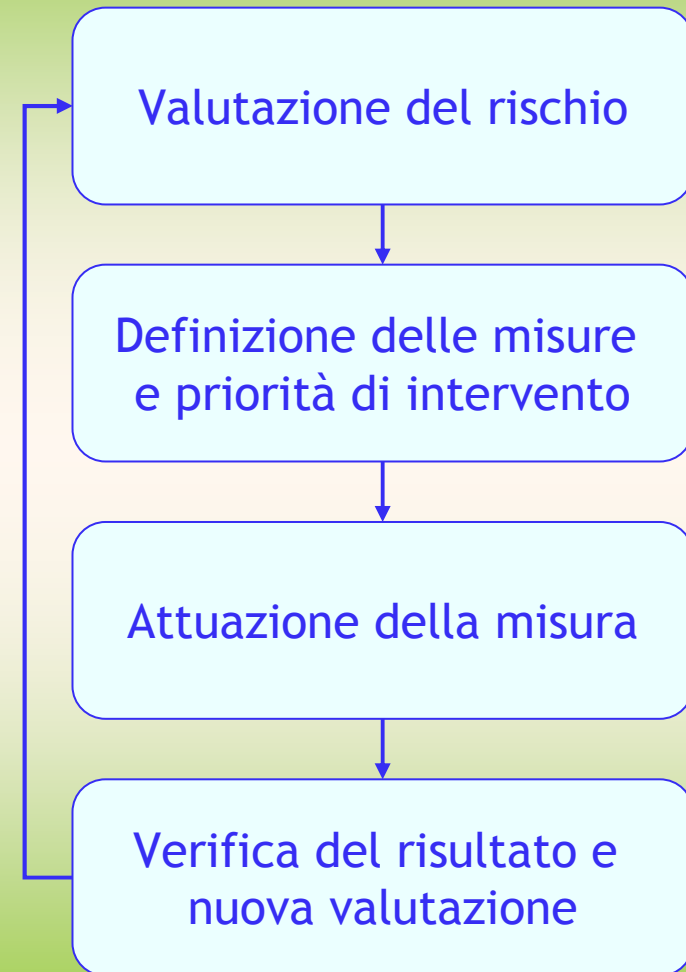 Valutazione del rischio
Definizione delle misure
e priorità di intervento
Attuazione della misura
Verifica del risultato e
nuova valutazione